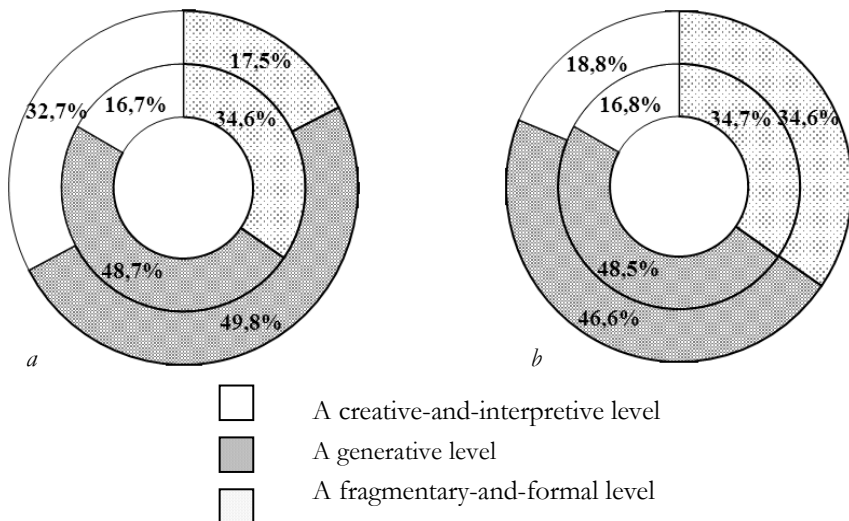 17,5%
18,8%
32,7%
16,7%
34,6%
16,8%
34,7%
34,6%
48,7%
48,5%
49,8%
46,6%
a
b
A creative-and-interpretive level
A generative level
A fragmentary-and-formal level